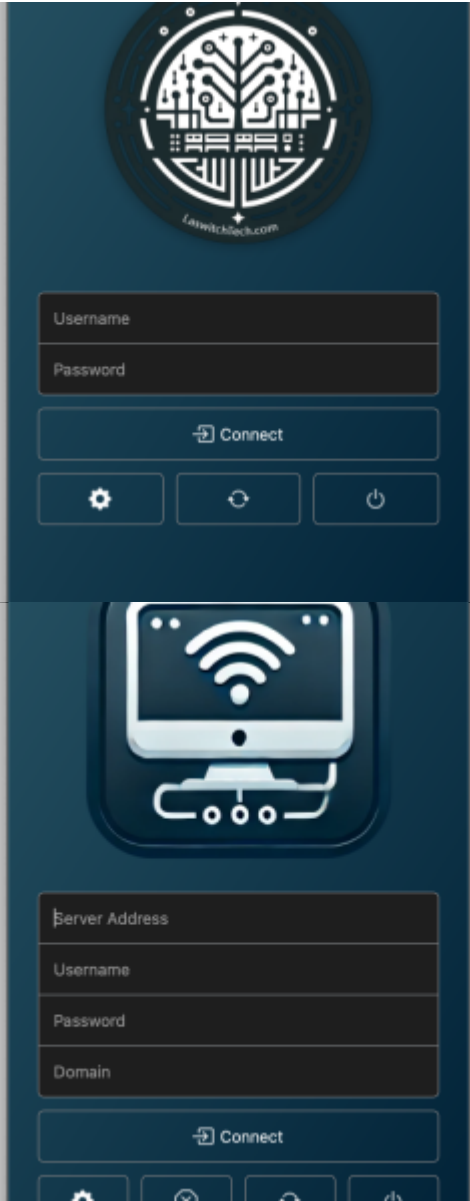 LaswitchTech.com
Username
Password
Connect
Server Address
Username
Password
Domain
Connect